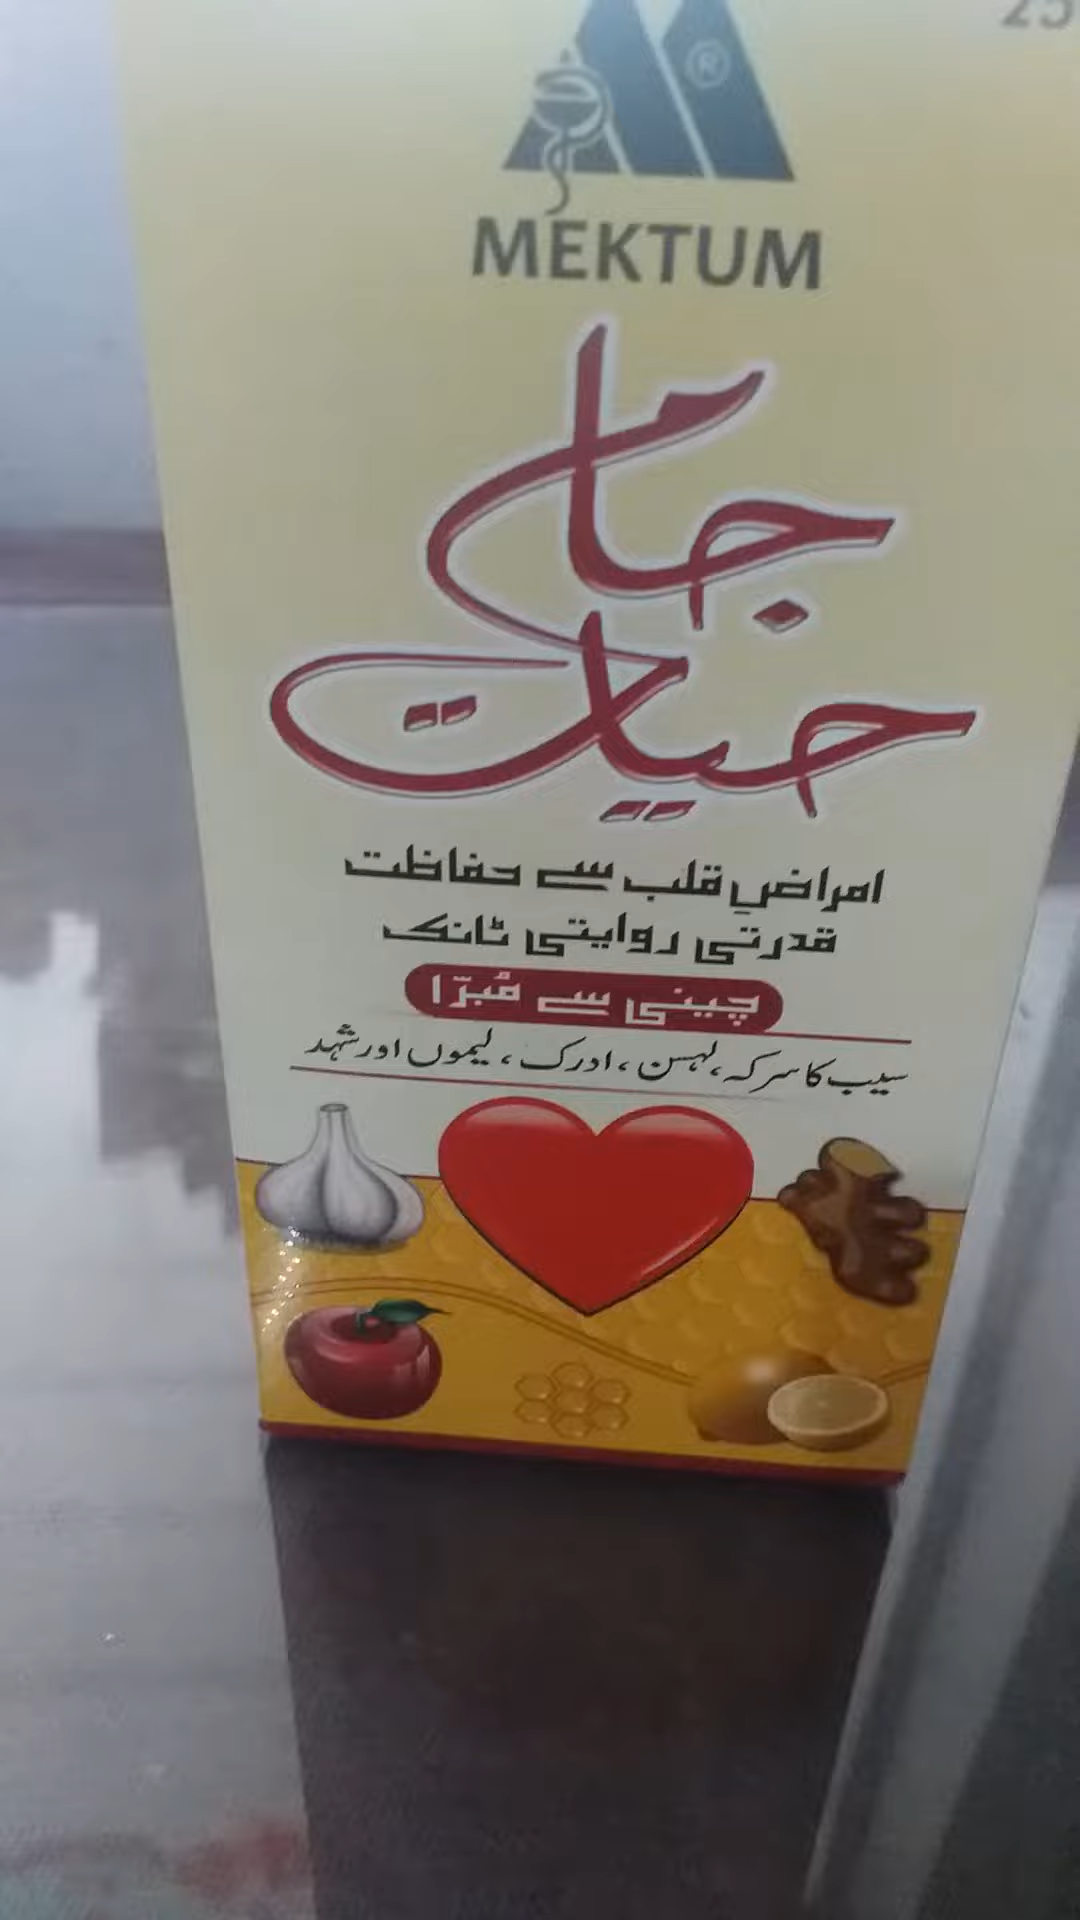 25
®
MEKTUM
جام
حیات
امراضِ قلب سے حفاظت
قدرتی روایتی ٹانک
چینی سے مُبرّا
سیب کا سرکہ، لہسن، ادرک، لیموں اور شہد